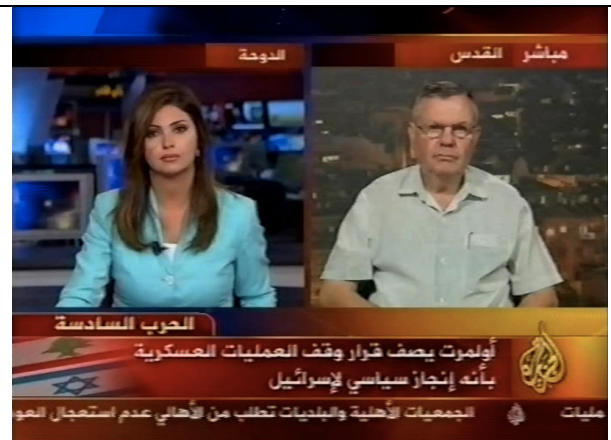 مباشر القدس
الدوحة
الحرب السادسة
أولمرت يصف قرار وقف العمليات العسكرية
بأنه إنجاز سياسي لإسرائيل
مليات الجمعيات الأهلية والبلديات تطلب من الأهالي عدم استعجال العو